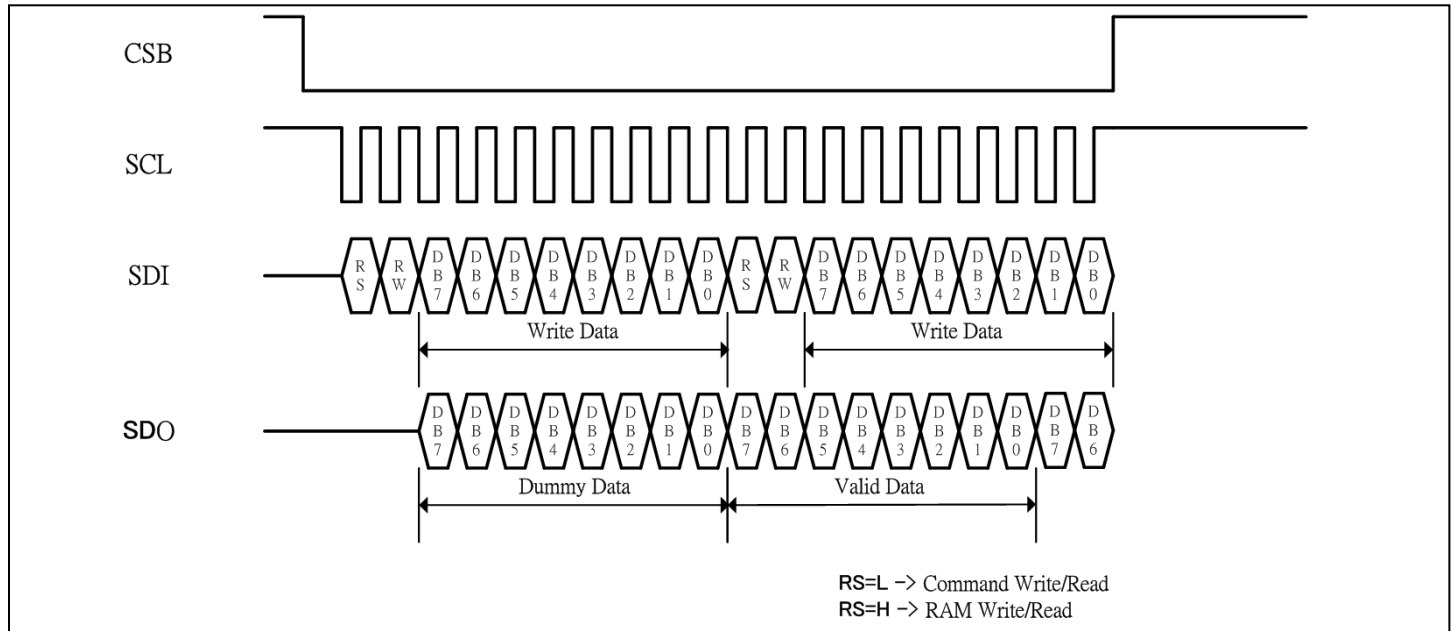 CSB
SCL
SDI
RS RW DB7 DB6 DB5 DB4 DB3 DB2 DB1 DB0 RS RW DB7 DB6 DB5 DB4 DB3 DB2 DB1 DB0
Write Data Write Data
SDO
DB7 DB6 DB5 DB4 DB3 DB2 DB1 DB0 DB7 DB6 DB5 DB4 DB3 DB2 DB1 DB0 DB7 DB6
Dummy Data Valid Data
RS=L -> Command Write/Read
RS=H -> RAM Write/Read